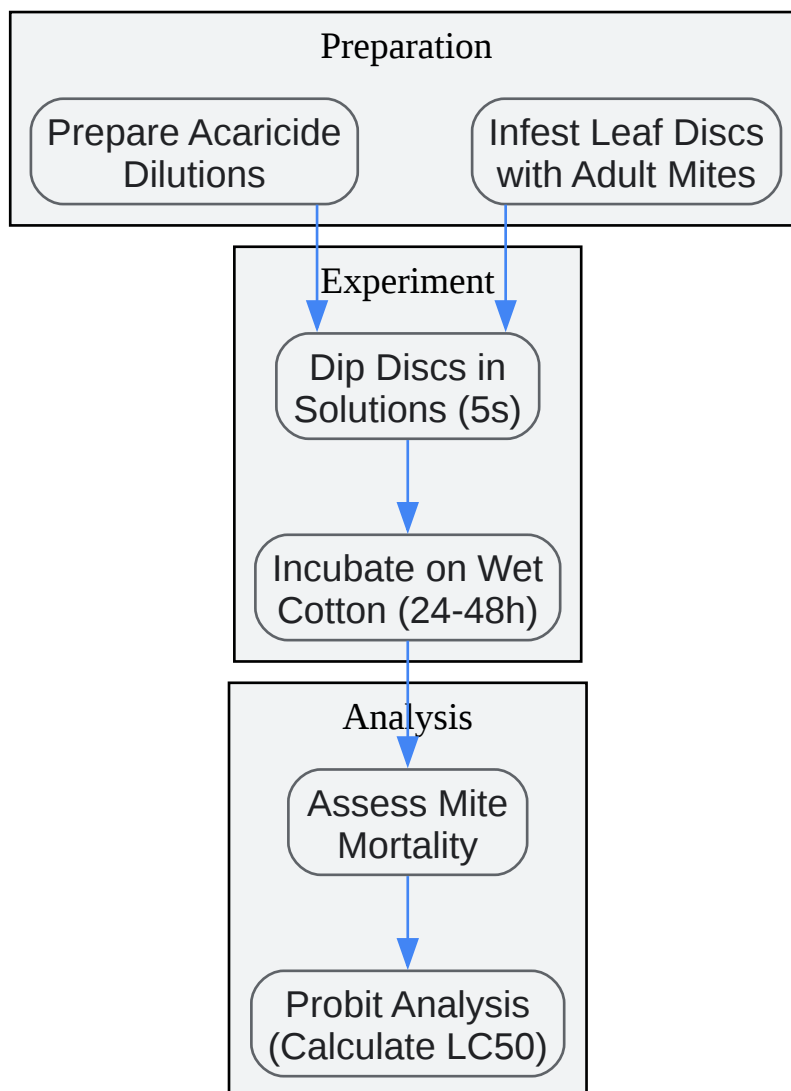 Preparation
Prepare Acaricide
Dilutions
Infest Leaf Discs
with Adult Mites
Experiment
Dip Discs in
Solutions (5s)
Incubate on Wet
Cotton (24-48h)
Analysis
Assess Mite
Mortality
Probit Analysis
(Calculate LC50)